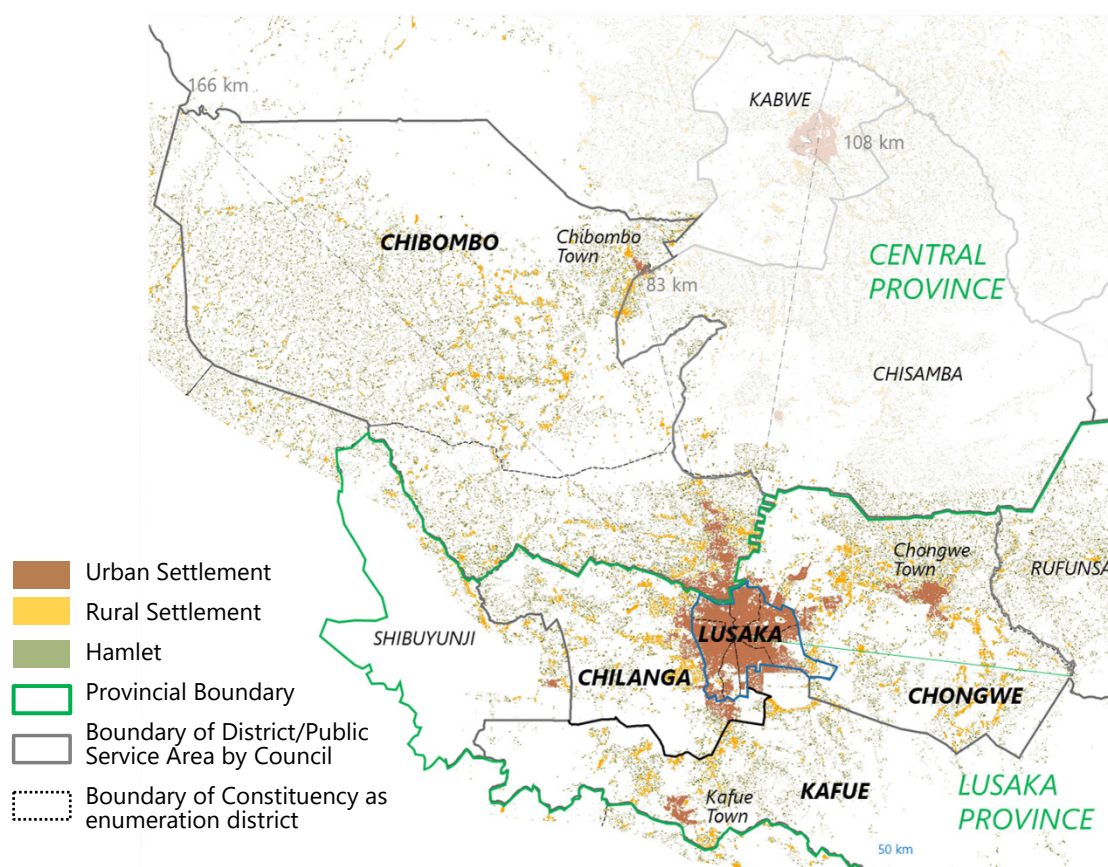 166 km
KABWE
108 km
CHIBOMBO
Chibombo
Town
CENTRAL
PROVINCE
83 km
CHISAMBA
Chongwe
Town
RUFUNSA
Urban Settlement
Rural Settlement
Hamlet
SHIBUYUNJI
LUSAKA
CHILANGA
CHONGWE
Provincial Boundary
Boundary of District/Public
Service Area by Council
Boundary of Constituency as
enumeration district
Kafue
Town
KAFUE
LUSAKA
PROVINCE
50 km